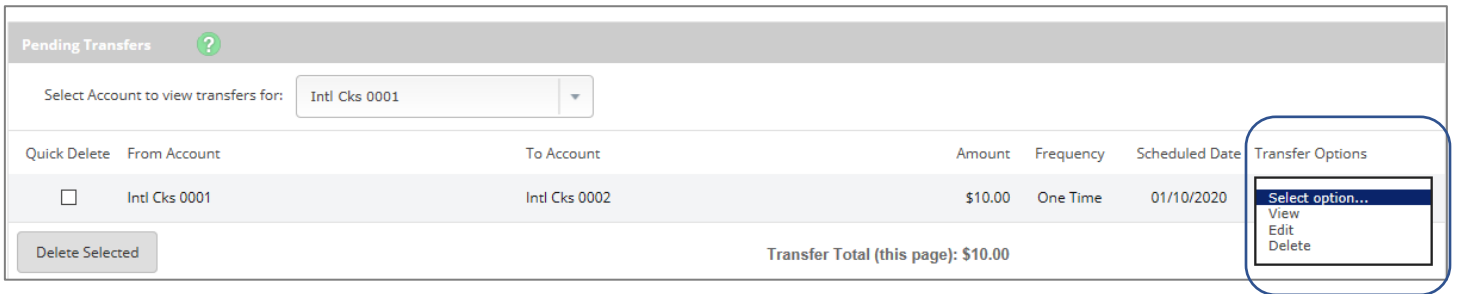 Pending Transfers ?
Select Account to view transfers for: Intl Cks 0001
Quick Delete From Account To Account Amount Frequency Scheduled Date Transfer Options
Intl Cks 0001 Intl Cks 0002 $10.00 One Time 01/10/2020 Select option...
View
Edit
Delete
Delete Selected Transfer Total (this page): $10.00